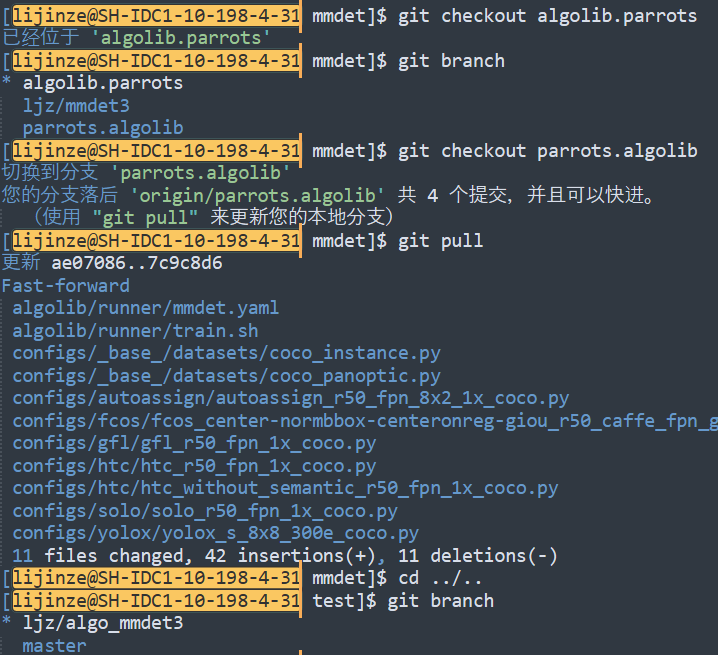 [lijinze@SH-IDC1-10-198-4-31 mmdet]$ git checkout algolib.parrots
已经位于 'algolib.parrots'
[lijinze@SH-IDC1-10-198-4-31 mmdet]$ git branch
* algolib.parrots
ljz/mmdet3
parrots.algolib
[lijinze@SH-IDC1-10-198-4-31 mmdet]$ git checkout parrots.algolib
切换到分支 'parrots.algolib'
您的分支落后 'origin/parrots.algolib' 共 4 个提交，并且可以快进。
（使用 "git pull" 来更新您的本地分支）
[lijinze@SH-IDC1-10-198-4-31 mmdet]$ git pull
更新 ae07086..7c9c8d6
Fast-forward
algolib/runner/mmdet.yaml
algolib/runner/train.sh
configs/_base_/datasets/coco_instance.py
configs/_base_/datasets/coco_panoptic.py
configs/autoassign/autoassign_r50_fpn_8x2_1x_coco.py
configs/fcos/fcos_center-normbbox-centeronreg-giou_r50_caffe_fpn_g
configs/gfl/gfl_r50_fpn_1x_coco.py
configs/htc/htc_r50_fpn_1x_coco.py
configs/htc/htc_without_semantic_r50_fpn_1x_coco.py
configs/solo/solo_r50_fpn_1x_coco.py
configs/yolox/yolox_s_8x8_300e_coco.py
11 files changed, 42 insertions(+), 11 deletions(-)
[lijinze@SH-IDC1-10-198-4-31 mmdet]$ cd ../..
[lijinze@SH-IDC1-10-198-4-31 test]$ git branch
* ljz/algo_mmdet3
master